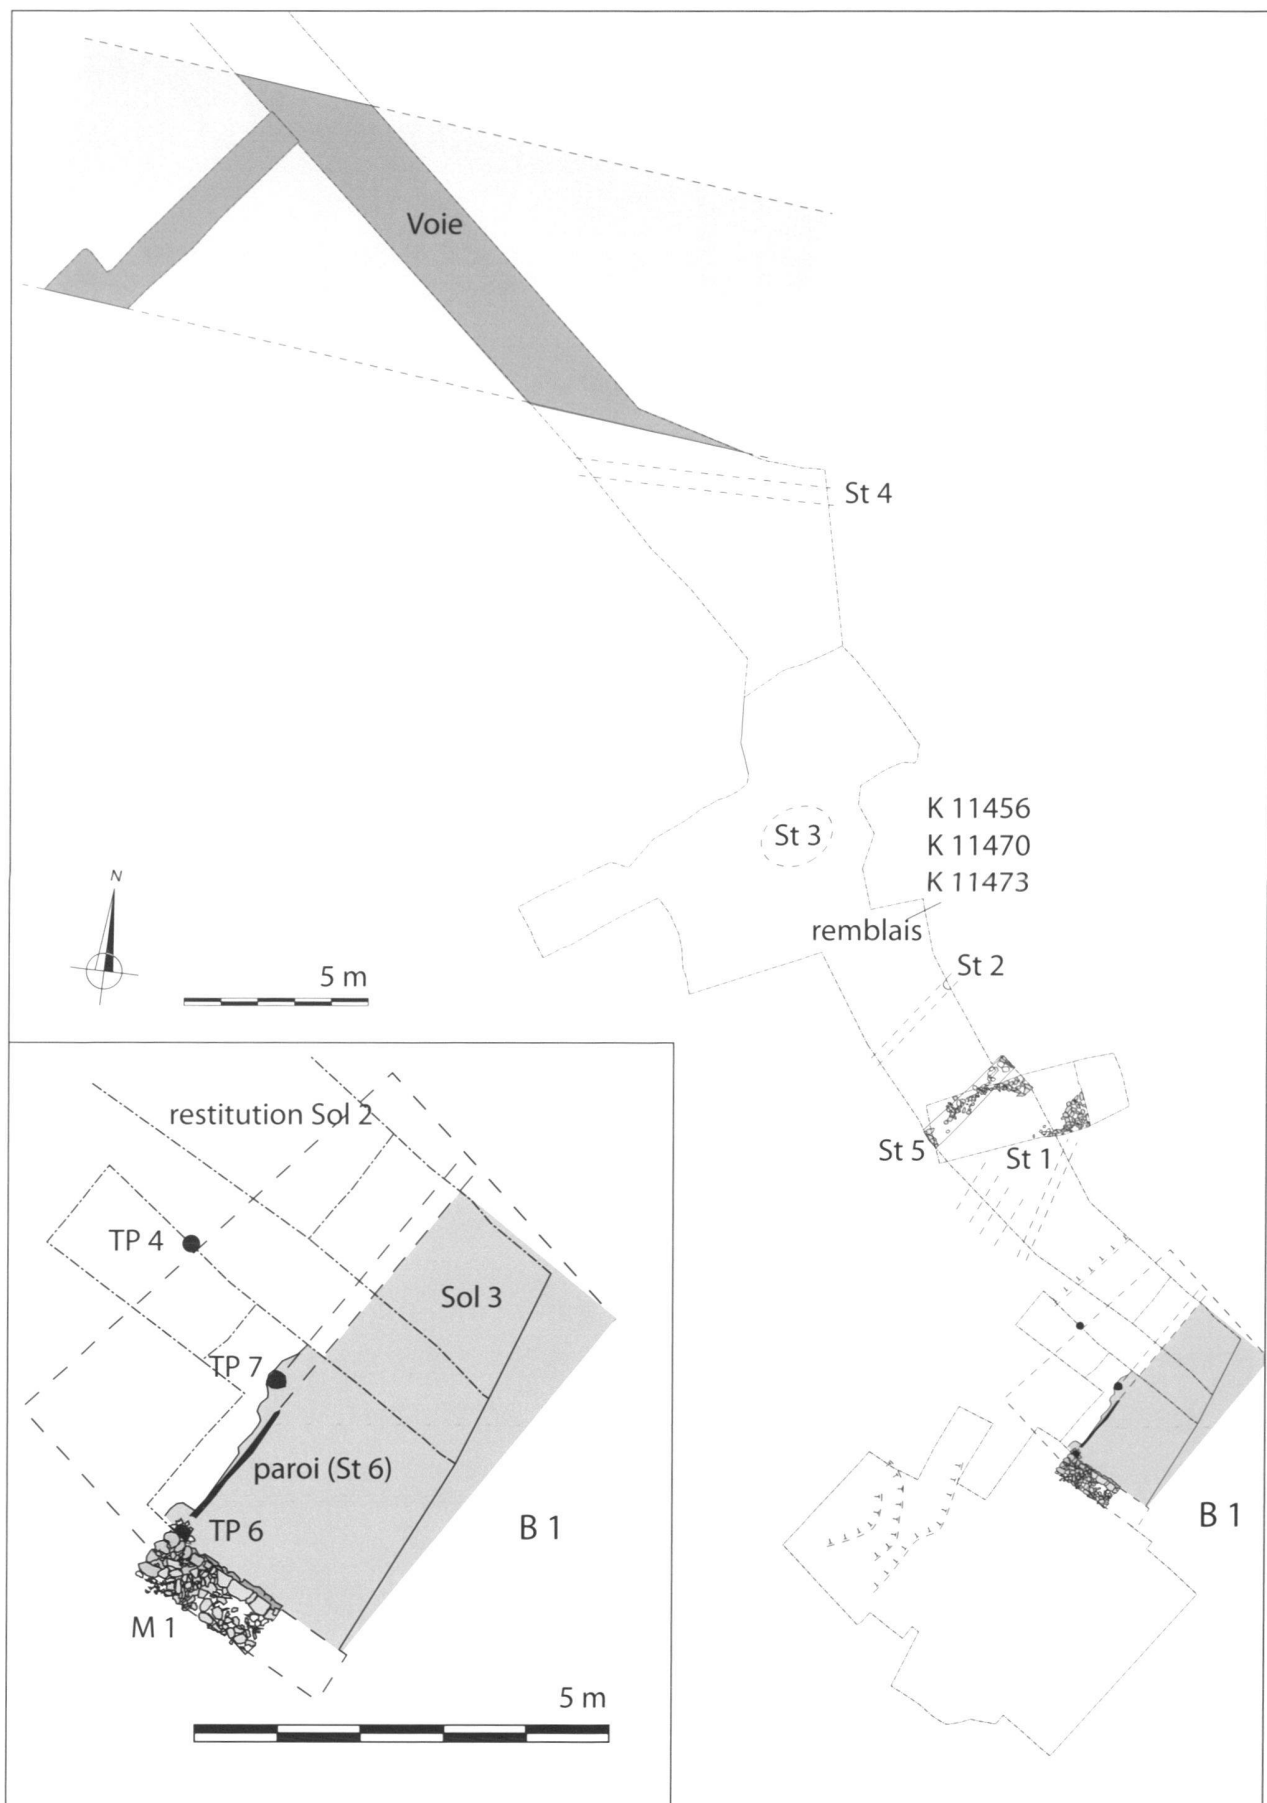 Voie
St 4
K 11456
K 11470
K 11473
St 3
remblais
N
5 m
St 2
St 5
St 1
B 1
restitution Sol 2
TP 4
Sol 3
TP 7
paroi (St 6)
TP 6
B 1
M 1
5 m